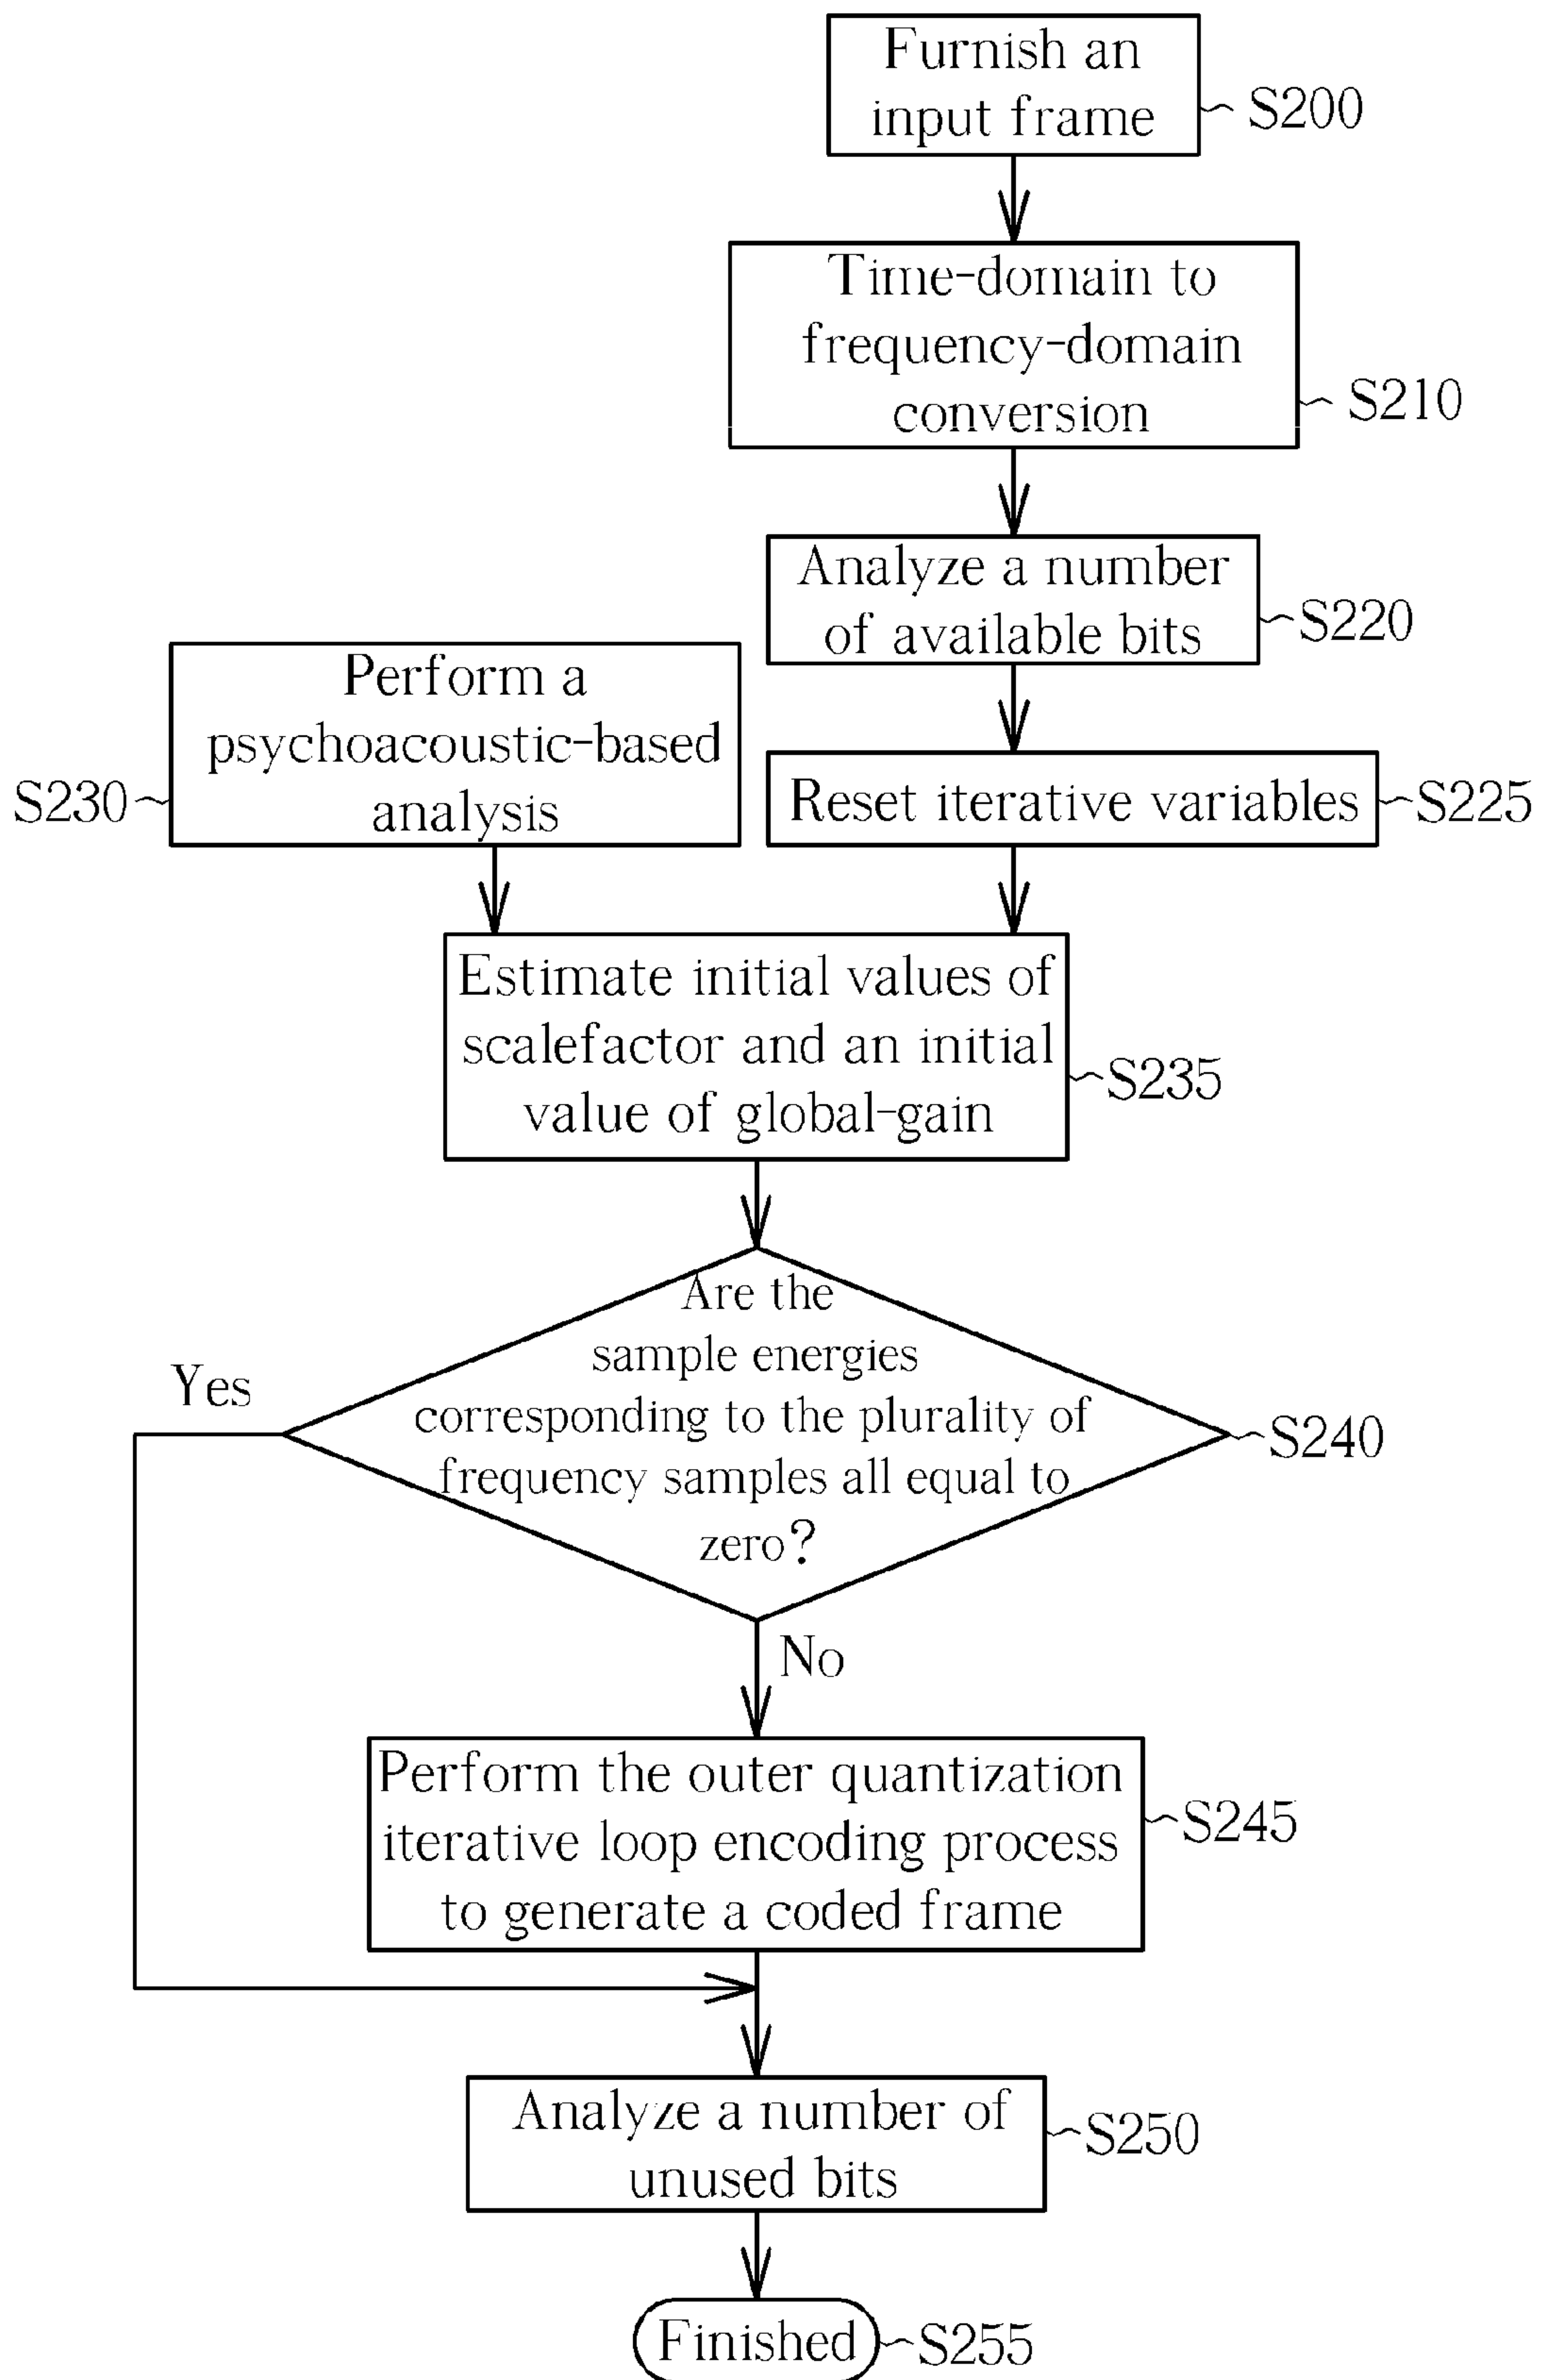 Furnish an
input frame
S200
Time-domain to
frequency-domain
conversion
S210
Analyze a number
of available bits
S220
Perform a
psychoacoustic-based
analysis
S230
Reset iterative variables
S225
Estimate initial values of
scalefactor and an initial
value of global-gain
S235
Are the
sample energies
corresponding to the plurality of
frequency samples all equal to
zero?
S240
Yes
No
Perform the outer quantization
iterative loop encoding process
to generate a coded frame
S245
Analyze a number of
unused bits
S250
Finished
S255